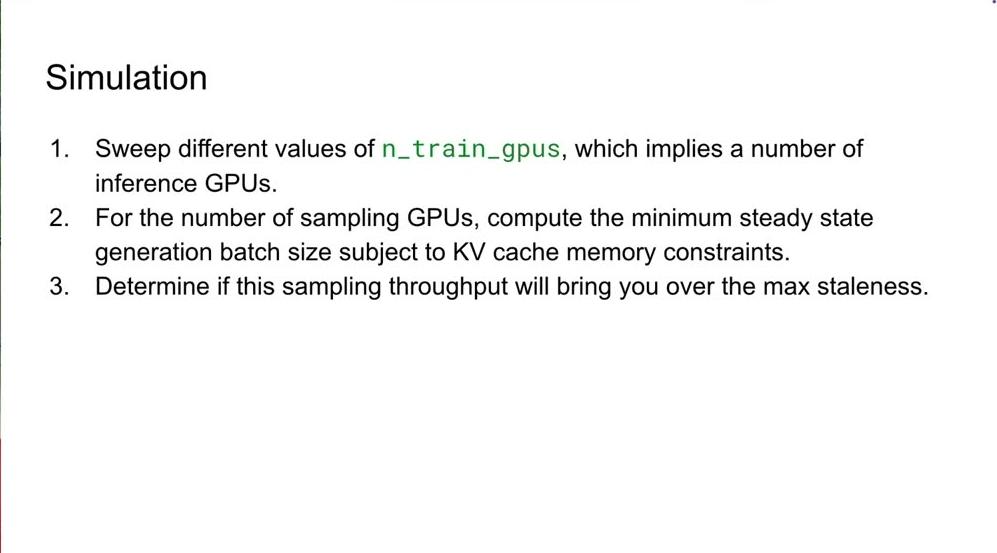 Simulation
1. Sweep different values of n_train_gpus, which implies a number of
inference GPUs.
2. For the number of sampling GPUs, compute the minimum steady state
generation batch size subject to KV cache memory constraints.
3. Determine if this sampling throughput will bring you over the max staleness.